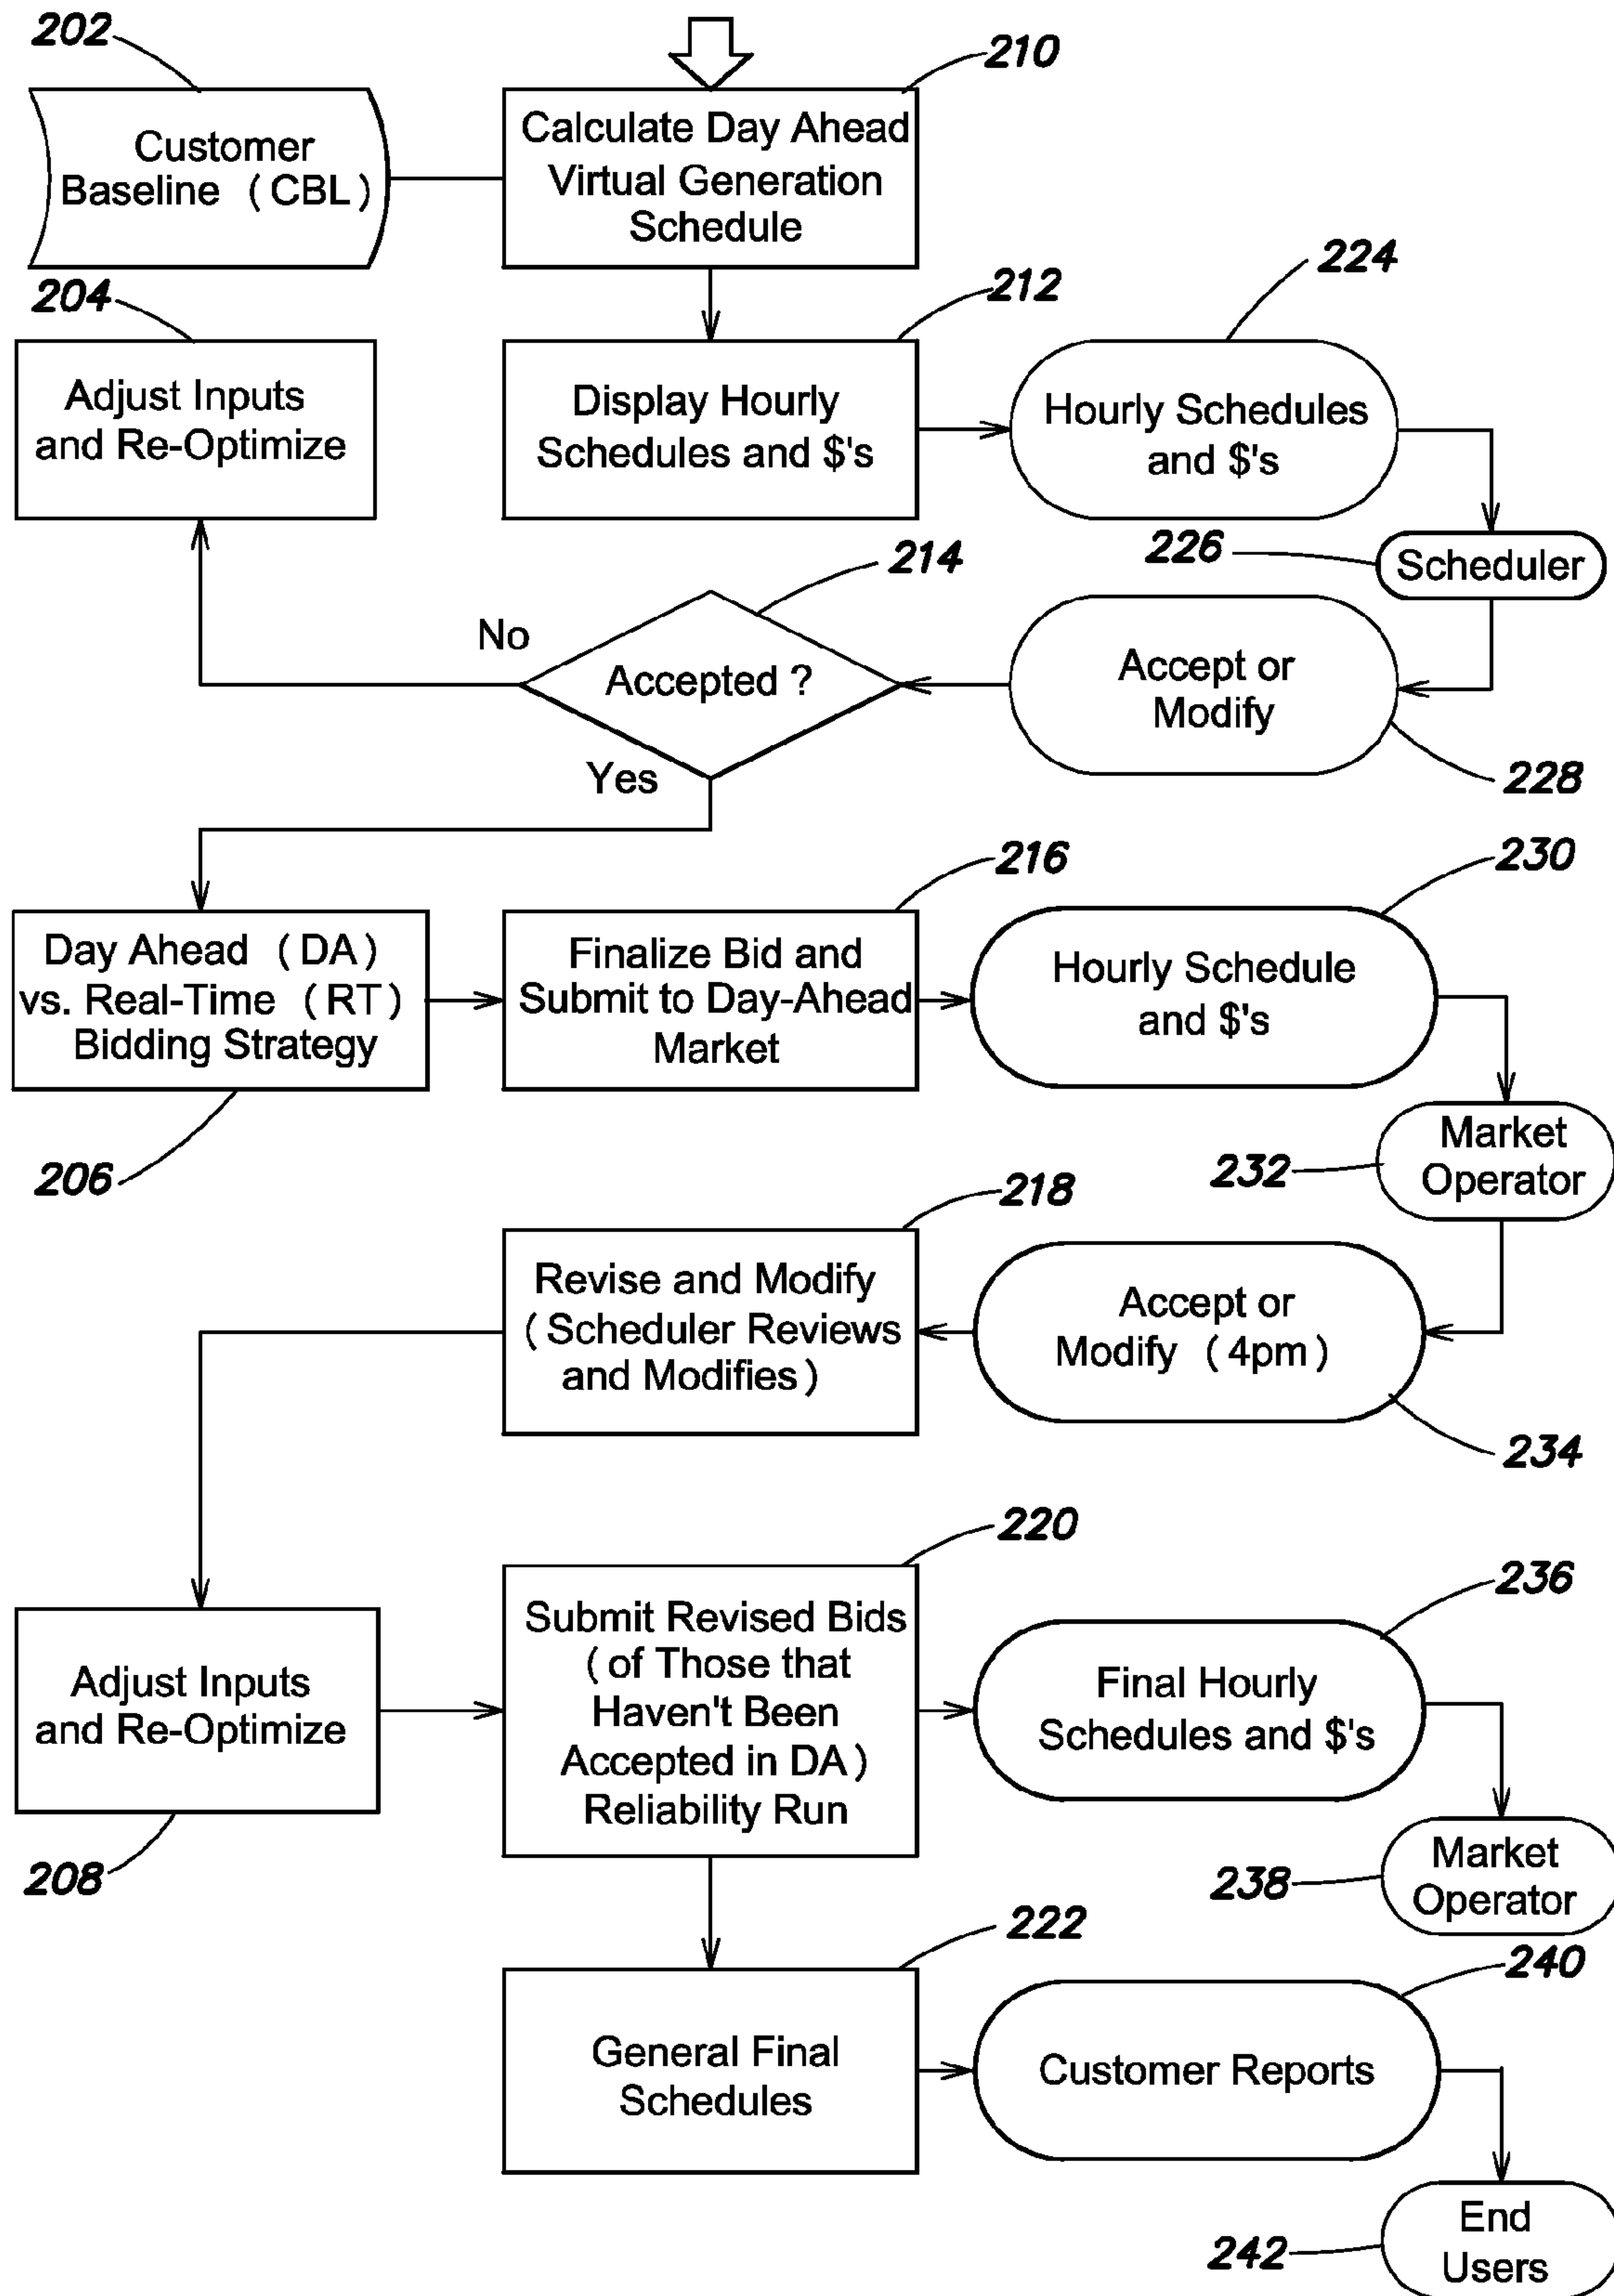 202
210
Customer
Baseline (CBL)
Calculate Day Ahead
Virtual Generation
Schedule
204
212
224
Adjust Inputs
and Re-Optimize
Display Hourly
Schedules and $'s
Hourly Schedules
and $'s
226
Scheduler
214
No
Accepted ?
Yes
Accept or
Modify
228
216
230
Day Ahead (DA)
vs. Real-Time (RT)
Bidding Strategy
206
Finalize Bid and
Submit to Day-Ahead
Market
Hourly Schedule
and $'s
232
Market
Operator
218
Revise and Modify
(Scheduler Reviews
and Modifies)
Accept or
Modify (4pm)
234
220
236
Adjust Inputs
and Re-Optimize
208
Submit Revised Bids
(of Those that
Haven't Been
Accepted in DA)
Reliability Run
Final Hourly
Schedules and $'s
238
Market
Operator
222
240
General Final
Schedules
Customer Reports
242
End
Users